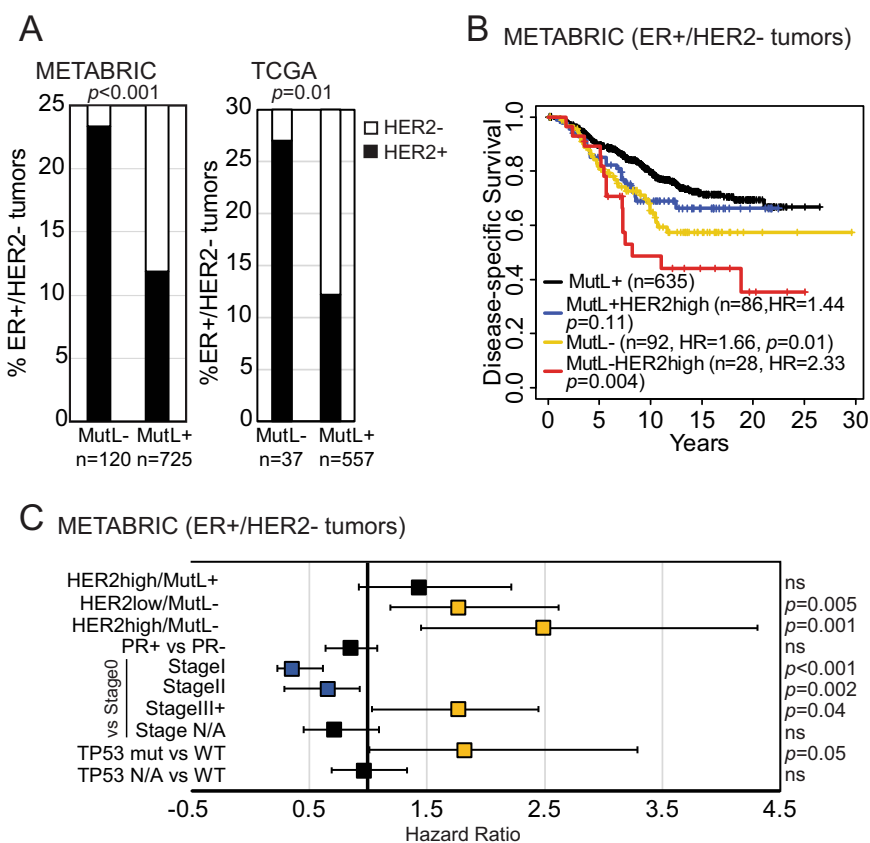 A
METABRIC
p<0.001
% ER+/HER2- tumors
25
20
15
10
5
0
MutL- MutL+
n=120 n=725
TCGA
p=0.01
%ER+/HER2- tumors
30
25
20
15
10
5
0
MutL- MutL+
n=37 n=557
HER2-
HER2+
B METABRIC (ER+/HER2- tumors)
Disease-specific Survival
1.0
0.8
0.6
0.4
0.2
0.0
MutL+ (n=635)
MutL+HER2high (n=86,HR=1.44
p=0.11)
MutL- (n=92, HR=1.66, p=0.01)
MutL-HER2high (n=28, HR=2.33
p=0.004)
0 5 10 15 20 25 30
Years
C METABRIC (ER+/HER2- tumors)
HER2high/MutL+ ns
HER2low/MutL- p=0.005
HER2high/MutL- p=0.001
PR+ vs PR- ns
vs Stage0
StageI p<0.001
StageII p=0.002
StageIII+ p=0.04
Stage N/A ns
TP53 mut vs WT p=0.05
TP53 N/A vs WT ns
-0.5 0.5 1.5 2.5 3.5 4.5
Hazard Ratio